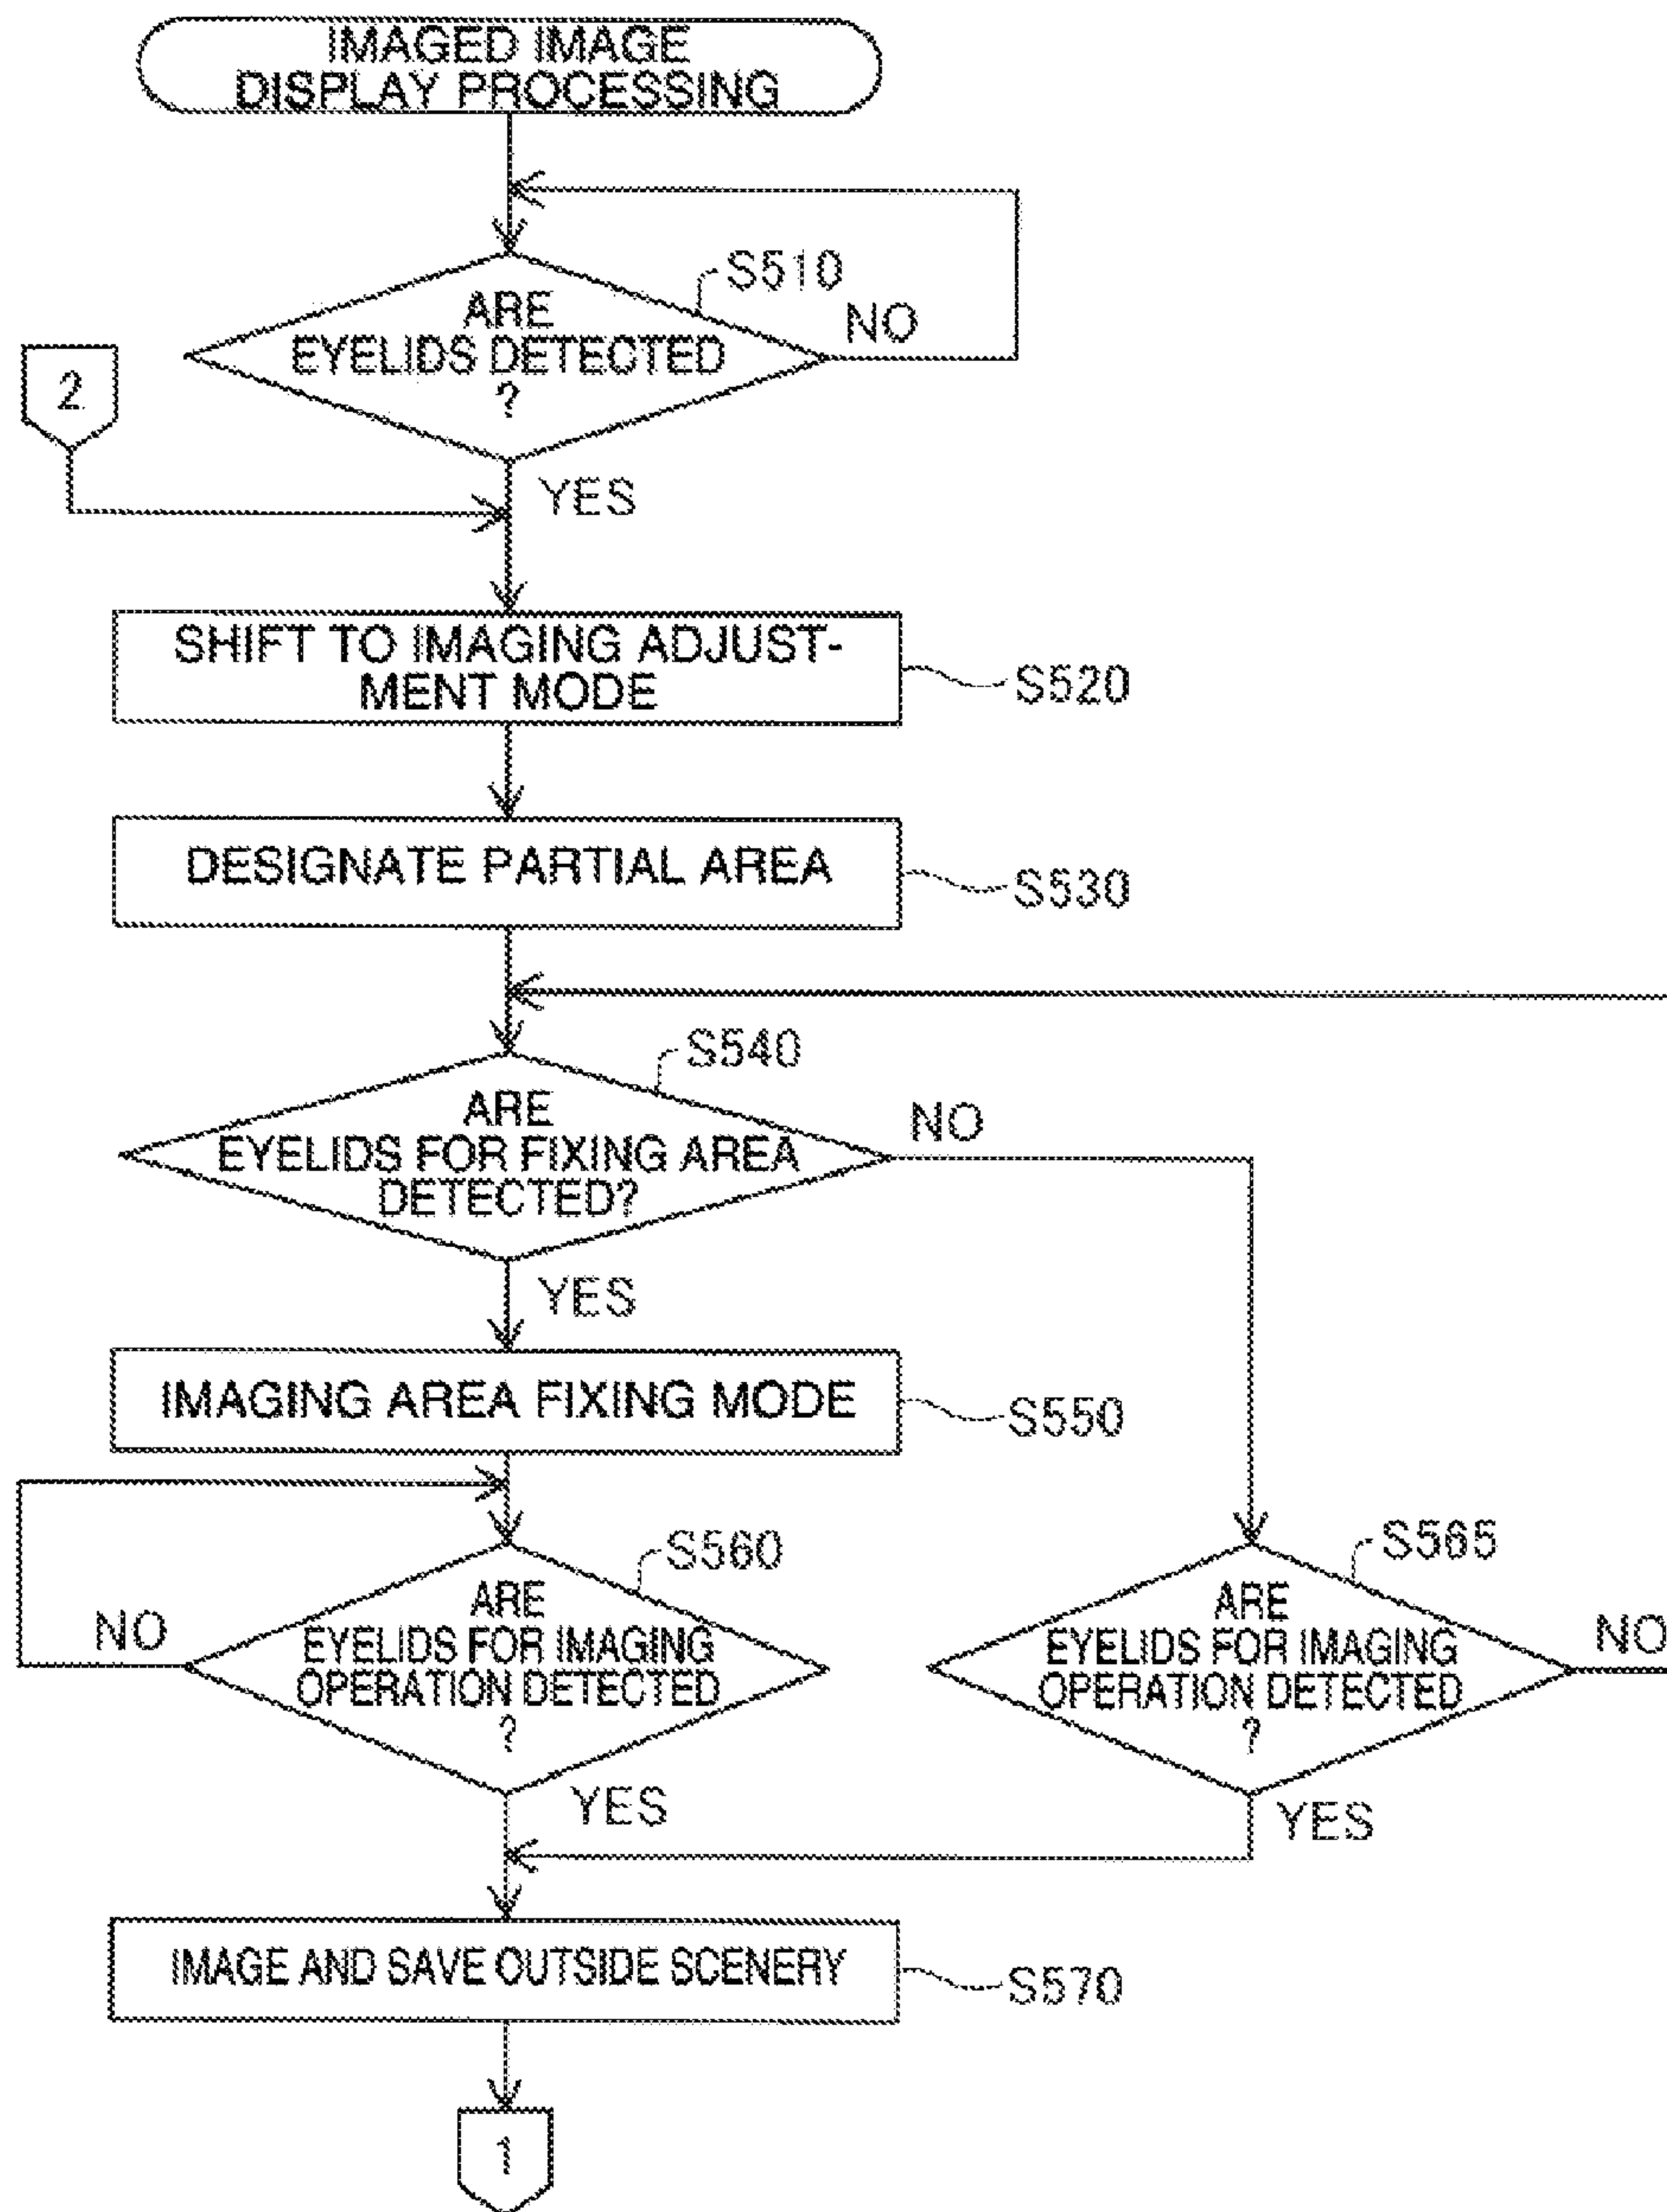 IMAGED IMAGE
DISPLAY PROCESSING
S510
ARE
EYELIDS DETECTED
?
NO
2
YES
SHIFT TO IMAGING ADJUST-
MENT MODE
S520
DESIGNATE PARTIAL AREA
S530
S540
ARE
EYELIDS FOR FIXING AREA
DETECTED?
NO
YES
IMAGING AREA FIXING MODE
S550
S560
ARE
EYELIDS FOR IMAGING
OPERATION DETECTED
?
NO
YES
S565
ARE
EYELIDS FOR IMAGING
OPERATION DETECTED
?
NO
YES
IMAGE AND SAVE OUTSIDE SCENERY
S570
1